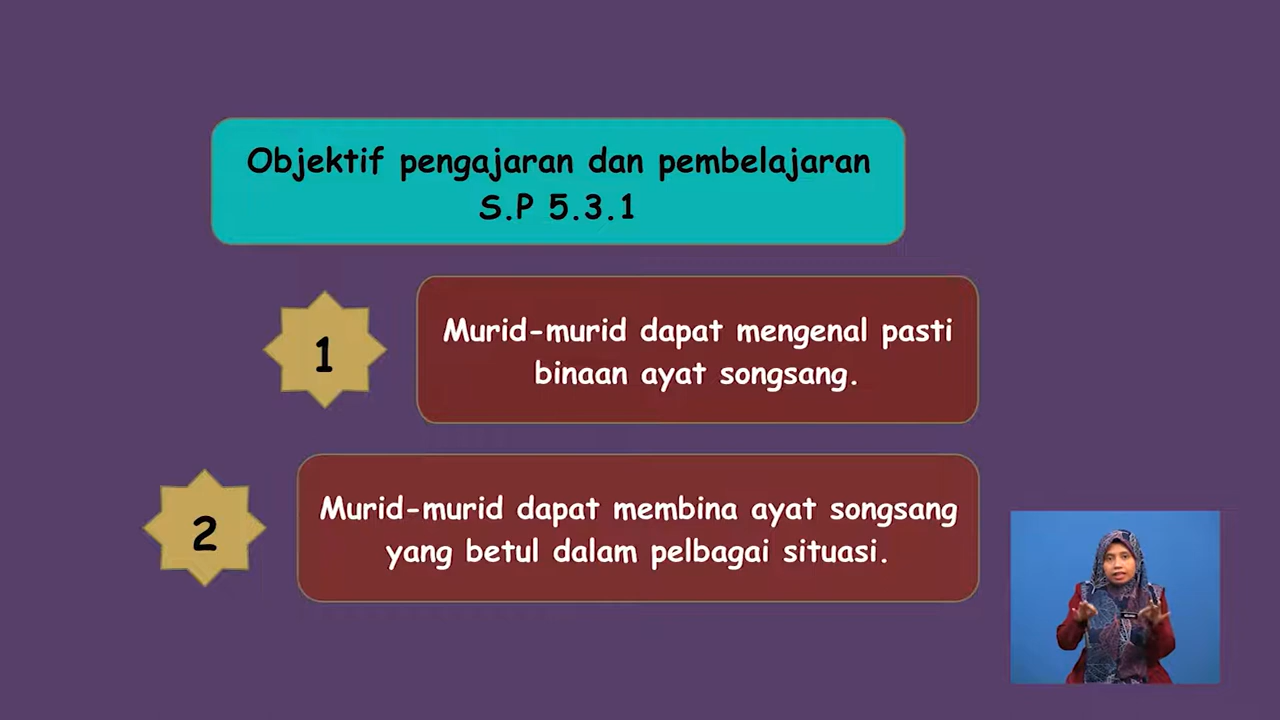 Objektif pengajaran dan pembelajaran
S.P 5.3.1
1
Murid-murid dapat mengenal pasti
binaan ayat songsang.
2
Murid-murid dapat membina ayat songsang
yang betul dalam pelbagai situasi.